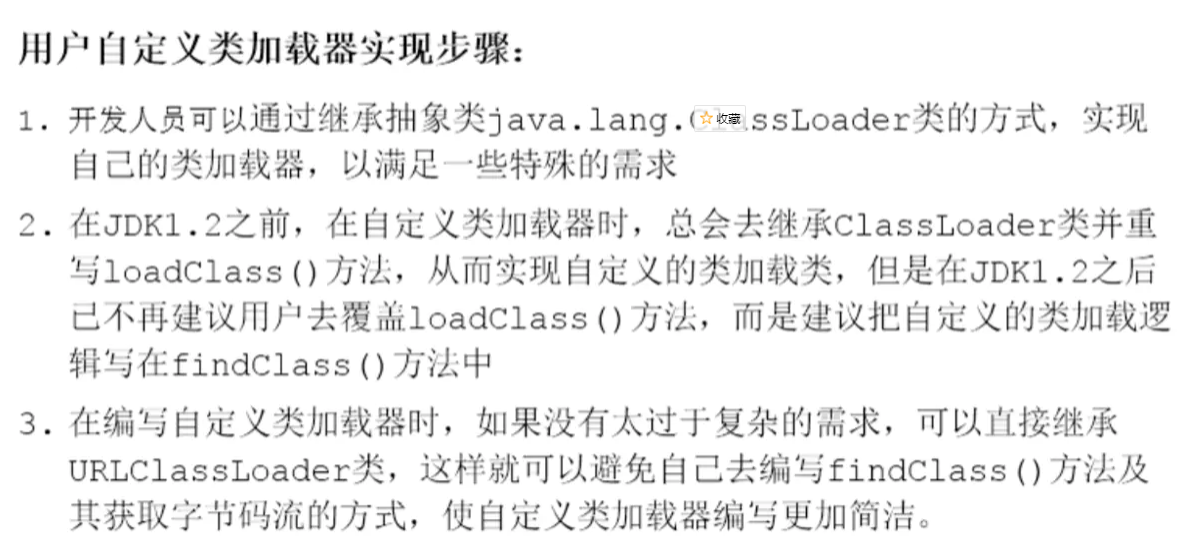 用户自定义类加载器实现步骤：
1. 开发人员可以通过继承抽象类java.lang.ClassLoader类的方式，实现
自己的类加载器，以满足一些特殊的需求
2. 在JDK1.2之前，在自定义类加载器时，总会去继承ClassLoader类并重
写loadClass()方法，从而实现自定义的类加载类，但是在JDK1.2之后
已不再建议用户去覆盖loadClass()方法，而是建议把自定义的类加载逻
辑写在findClass()方法中
3. 在编写自定义类加载器时，如果没有太过于复杂的需求，可以直接继承
URLClassLoader类，这样就可以避免自己去编写findClass()方法及
其获取字节码流的方式，使自定义类加载器编写更加简洁。
收藏